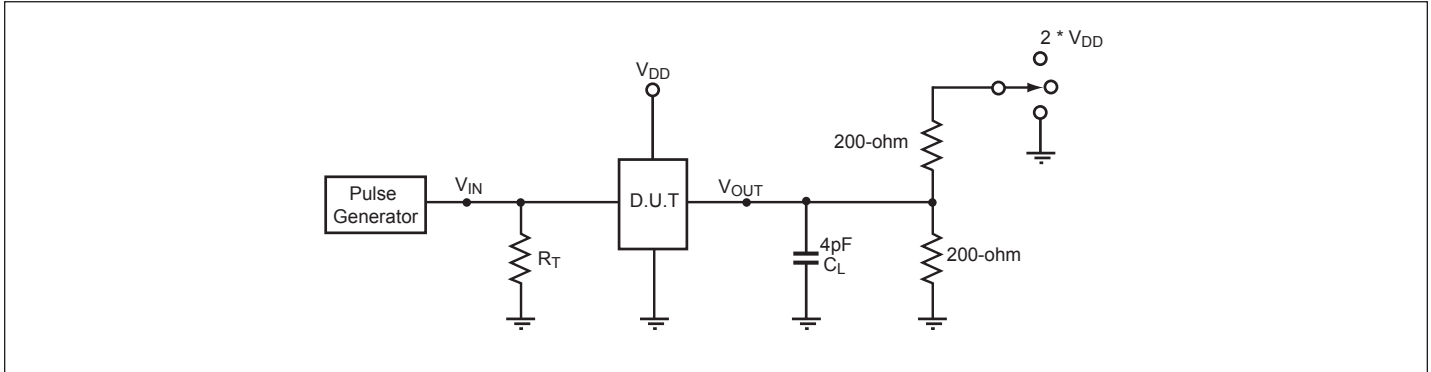 2 * VDD
VDD
200-ohm
Pulse
Generator
VIN
D.U.T
VOUT
RT
4pF
CL
200-ohm